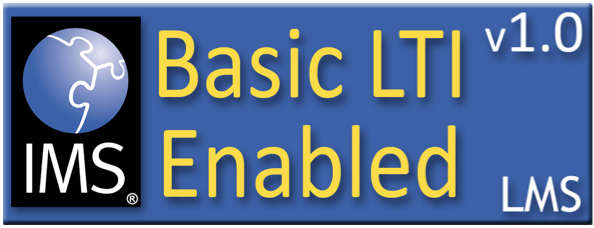 Basic LTI
v1.0
Enabled
IMS®
LMS